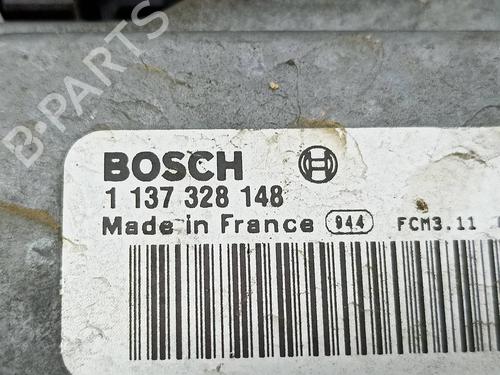 B-PARTS
BOSCH
1 137 328 148
Made in France 944 FCM3.11